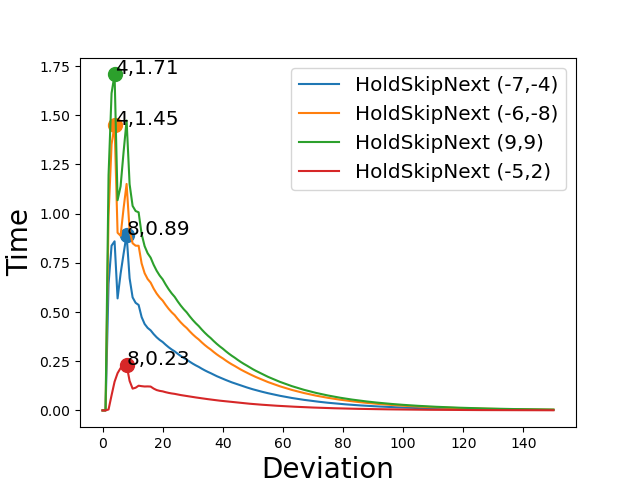 1.75
1.50
1.25
1.00
0.75
0.50
0.25
0.00
Time
4,1.71
4,1.45
8,0.89
8,0.23
HoldSkipNext (-7,-4)
HoldSkipNext (-6,-8)
HoldSkipNext (9,9)
HoldSkipNext (-5,2)
0 20 40 60 80 100 120 140
Deviation